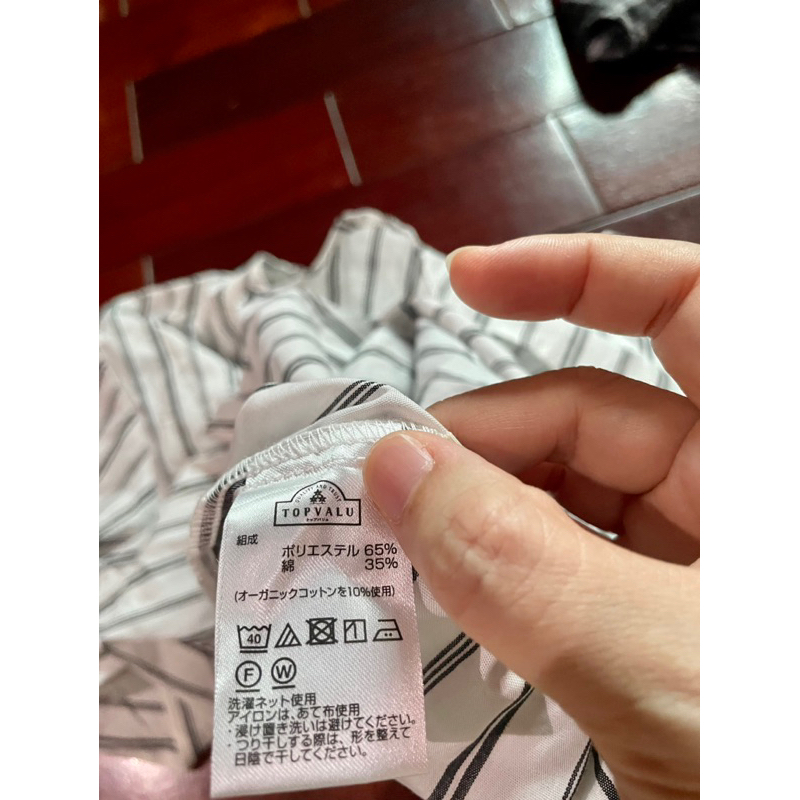 QUALITY AND TRUST
TOPVALU
トップバリュ
組成
ポリエステル 65%
綿 35%
(オーガニックコットンを10%使用)
40
F W
洗濯ネット使用
アイロンは、あて布使用
・浸け置き洗いは避けてください。
・つり干しする際は、形を整えて
日陰で干してください。